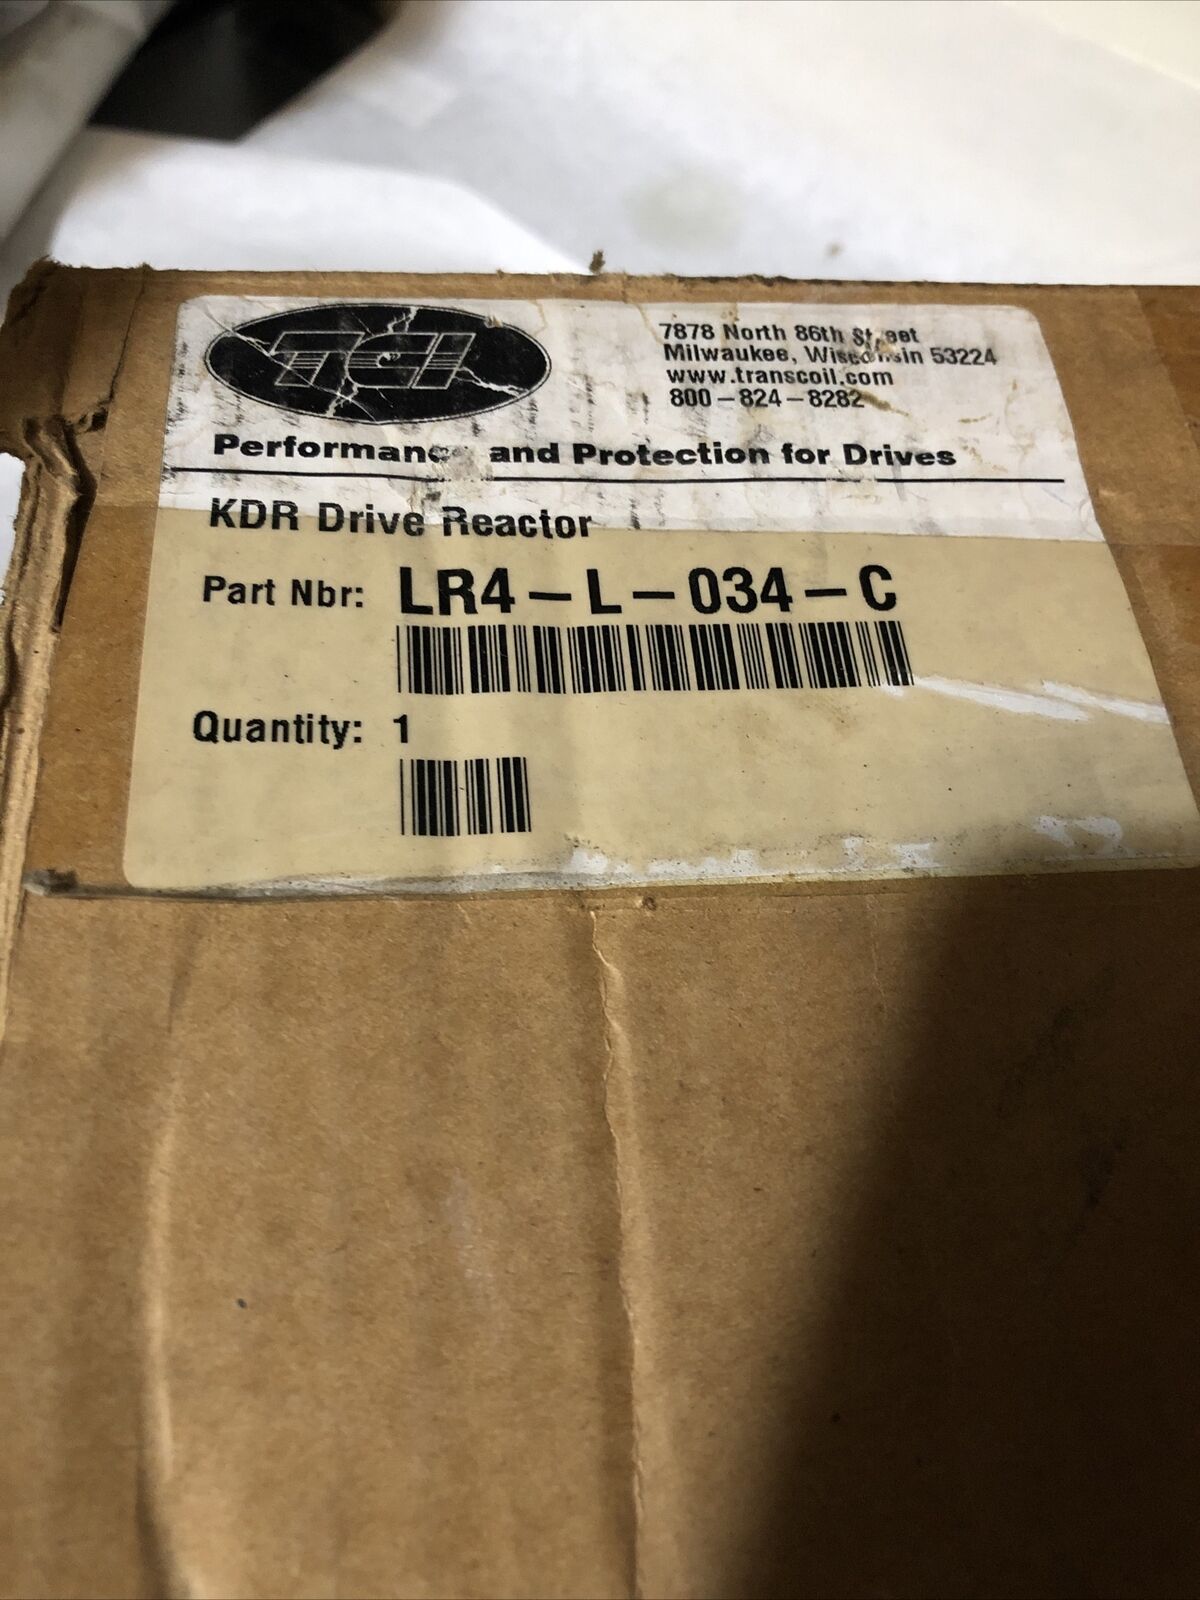 TCI
7878 North 86th Street
Milwaukee, Wisconsin 53224
www.transcoil.com
800-824-8282
Performance and Protection for Drives
KDR Drive Reactor
Part Nbr: LR4-L-034-C
Quantity: 1